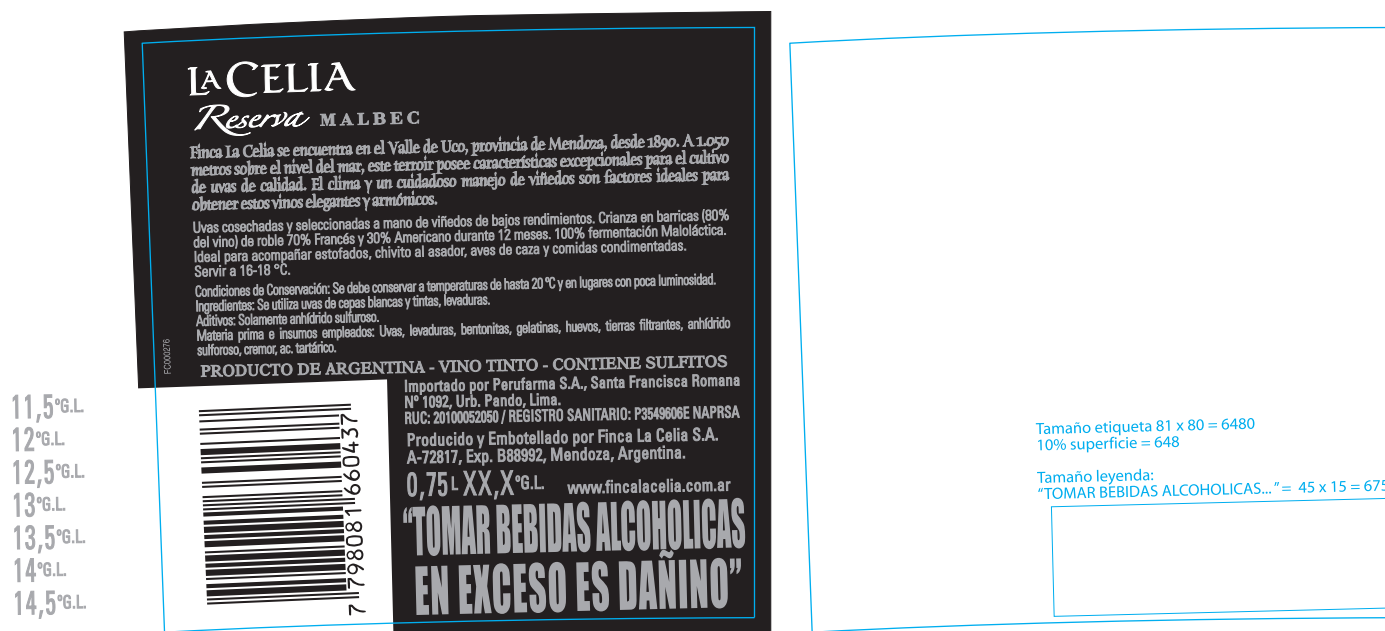 LA CELIA
Reserva MALBEC
Finca La Celia se encuentra en el Valle de Uco, provincia de Mendoza, desde 1890. A 1.050
metros sobre el nivel del mar, este terroir posee características excepcionales para el cultivo
de uvas de calidad. El clima y un cuidadoso manejo de viñedos son factores ideales para
obtener estos vinos elegantes y armónicos.
Uvas cosechadas y seleccionadas a mano de viñedos de bajos rendimientos. Crianza en barricas (80%
del vino) de roble 70% Francés y 30% Americano durante 12 meses. 100% fermentación Maloláctica.
Ideal para acompañar estofados, chivito al asador, aves de caza y comidas condimentadas.
Servir a 16-18 °C.
Condiciones de Conservación: Se debe conservar a temperaturas de hasta 20 ºC y en lugares con poca luminosidad.
Ingredientes: Se utiliza uvas de cepas blancas y tintas, levaduras.
Aditivos: Solamente anhídrido sulfuroso.
Materia prima e insumos empleados: Uvas, levaduras, bentonitas, gelatinas, huevos, tierras filtrantes, anhídrido
sulforoso, cremor, ac. tartárico.
FC000276
PRODUCTO DE ARGENTINA - VINO TINTO - CONTIENE SULFITOS
Importado por Perufarma S.A., Santa Francisca Romana
Nº 1092, Urb. Pando, Lima.
RUC: 20100052050 / REGISTRO SANITARIO: P3549606E NAPRSA
Producido y Embotellado por Finca La Celia S.A.
A-72817, Exp. B88992, Mendoza, Argentina.
0,75 L XX,X °G.L. www.fincalacelia.com.ar
“TOMAR BEBIDAS ALCOHOLICAS
EN EXCESO ES DAÑINO”
7 798081 660437
11,5°G.L.
12°G.L.
12,5°G.L.
13°G.L.
13,5°G.L.
14°G.L.
14,5°G.L.
Tamaño etiqueta 81 x 80 = 6480
10% superficie = 648
Tamaño leyenda:
“TOMAR BEBIDAS ALCOHOLICAS...” = 45 x 15 = 675